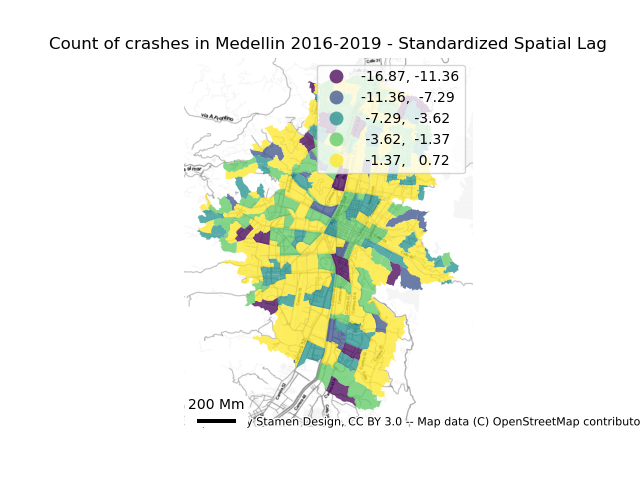 Count of crashes in Medellin 2016-2019 - Standardized Spatial Lag
-16.87, -11.36
-11.36, -7.29
-7.29, -3.62
-3.62, -1.37
-1.37, 0.72
200 Mm
y Stamen Design, CC BY 3.0 -- Map data (C) OpenStreetMap contributo